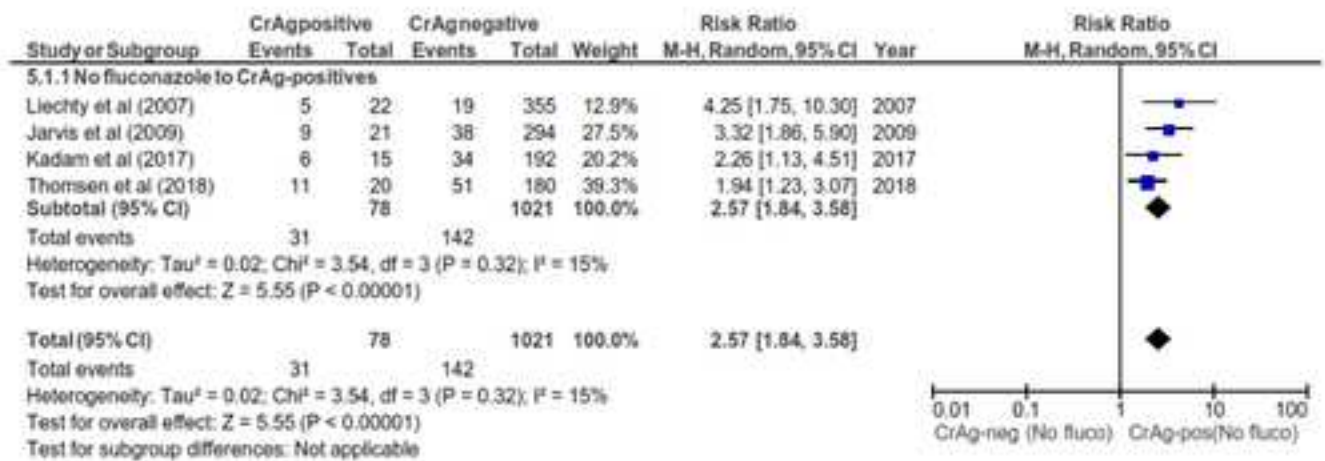 CrAgpositive CrAgnegative Risk Ratio Risk Ratio
Study or Subgroup Events Total Events Total Weight M-H, Random, 95% CI Year M-H, Random, 95% CI
5.1.1 No fluconazole to CrAg-positives
Liechty et al (2007) 5 22 19 355 12.9% 4.25 [1.75, 10.30] 2007
Jarvis et al (2009) 9 21 38 294 27.5% 3.32 [1.86, 5.90] 2009
Kadam et al (2017) 6 15 34 192 20.2% 2.26 [1.13, 4.51] 2017
Thomsen et al (2018) 11 20 51 180 39.3% 1.94 [1.23, 3.07] 2018
Subtotal (95% CI) 78 1021 100.0% 2.57 [1.84, 3.58]
Total events 31 142
Heterogeneity: Tau² = 0.02; Chi² = 3.54, df = 3 (P = 0.32); I² = 15%
Test for overall effect: Z = 5.55 (P < 0.00001)
Total (95% CI) 78 1021 100.0% 2.57 [1.84, 3.58]
Total events 31 142
Heterogeneity: Tau² = 0.02; Chi² = 3.54, df = 3 (P = 0.32); I² = 15%
Test for overall effect: Z = 5.55 (P < 0.00001)
Test for subgroup differences: Not applicable
0.01 0.1 1 10 100
CrAg-neg (No fluco) CrAg-pos(No fluco)